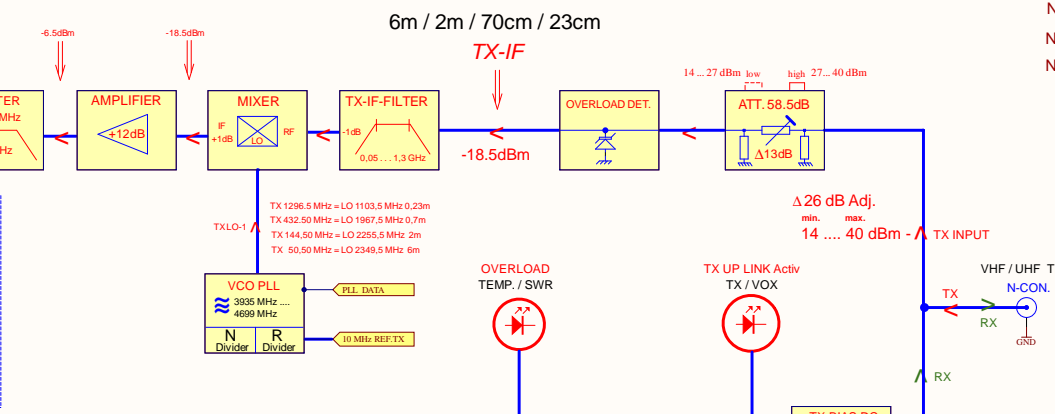 6m / 2m / 70cm / 23cm
TX-IF
-6.5dBm
-18.5dBm
14 ... 27 dBm low
high 27... 40 dBm
TER
MHz
Hz
AMPLIFIER
+12dB
MIXER
IF
+1dB
RF
LO
TX-IF-FILTER
-1dB
0,05 . . . 1,3 GHz
-18.5dBm
OVERLOAD DET.
ATT. 58.5dB
Δ13dB
Δ 26 dB Adj.
min. max.
14 .... 40 dBm -
TX INPUT
TX 1296.5 MHz = LO 1103,5 MHz 0,23m
TX 432.50 MHz = LO 1967,5 MHz 0,7m
TX 144,50 MHz = LO 2255,5 MHz 2m
TX 50,50 MHz = LO 2349,5 MHz 6m
TXLO-1
VCO PLL
≈ 3935 MHz ....
4699 MHz
N
Divider
R
Divider
PLL DATA
10 MHz REF.TX
OVERLOAD
TEMP. / SWR
TX UP LINK Activ
TX / VOX
VHF / UHF T
N-CON.
TX
RX
GND
RX
TX BIAS DC
N
N
N